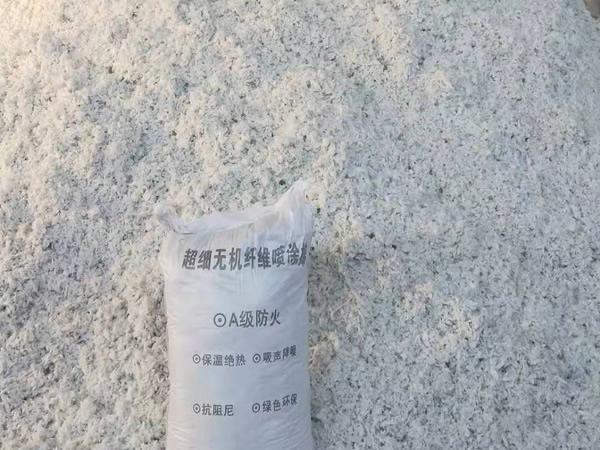 超细无机纤维喷涂
⊙A级防火
⊙保温绝热 ⊙吸声降噪
⊙抗阻尼 ⊙绿色环保